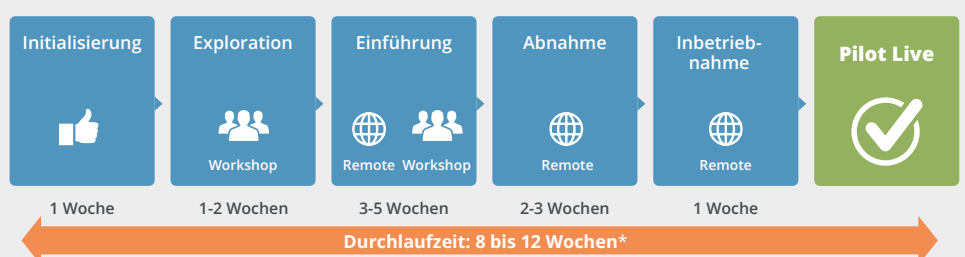 Initialisierung
Exploration
Workshop
Einführung
Remote Workshop
Abnahme
Remote
Inbetrieb-
nahme
Remote
Pilot Live
1 Woche
1-2 Wochen
3-5 Wochen
2-3 Wochen
1 Woche
Durchlaufzeit: 8 bis 12 Wochen*